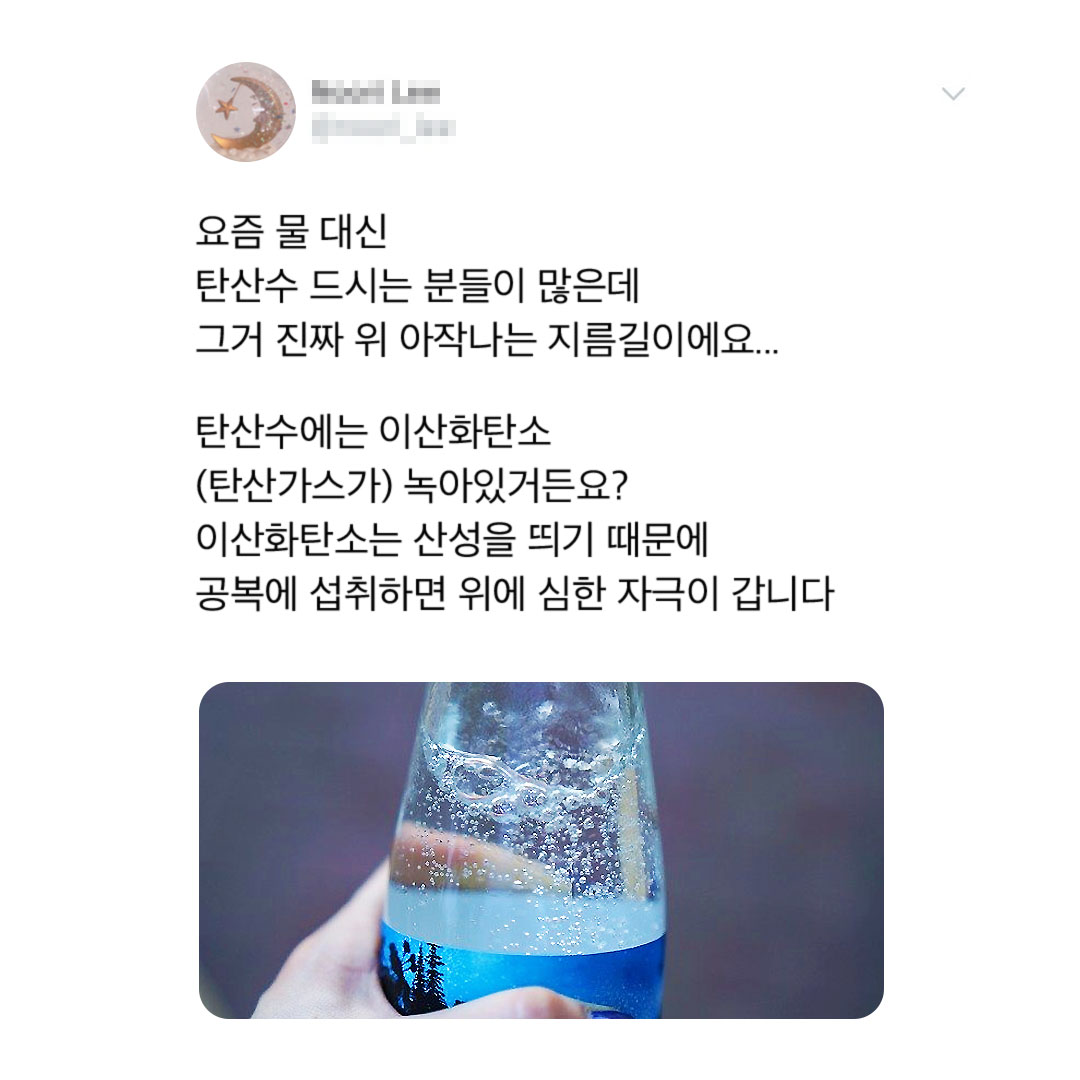 요즘 물 대신
탄산수 드시는 분들이 많은데
그거 진짜 위 아작나는 지름길이에요...
탄산수에는 이산화탄소
(탄산가스가) 녹아있거든요?
이산화탄소는 산성을 띄기 때문에
공복에 섭취하면 위에 심한 자극이 갑니다